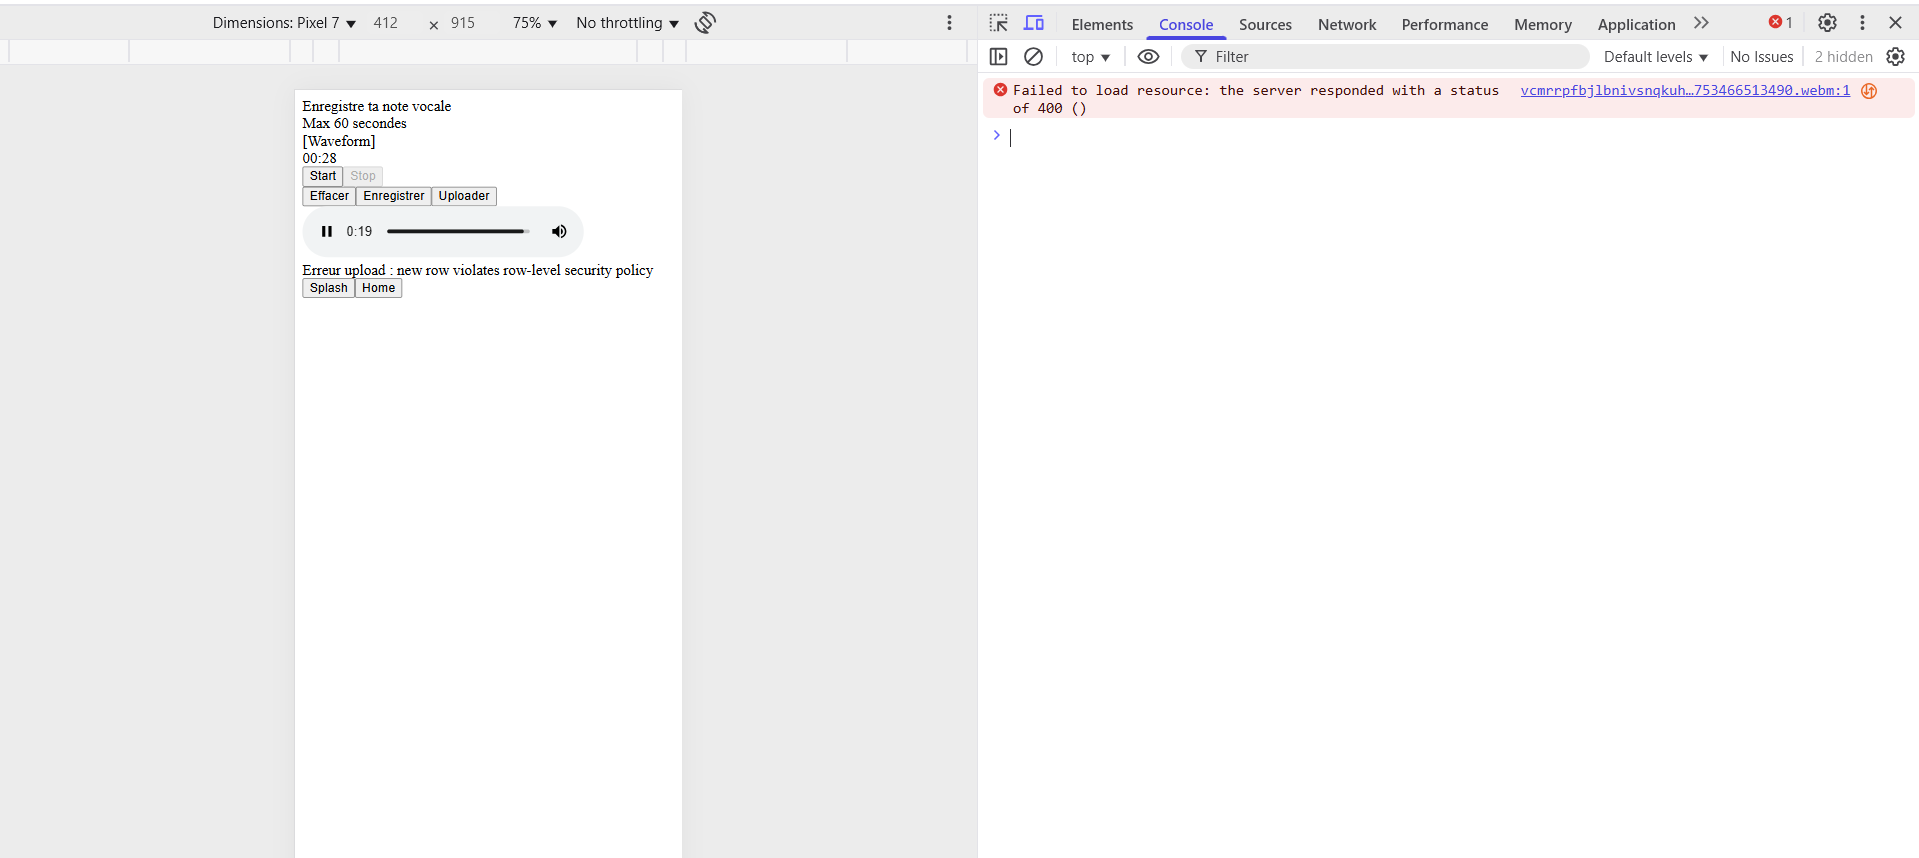 Dimensions: Pixel 7 ▼ 412 × 915 75% ▼ No throttling ▼
Elements Console Sources Network Performance Memory Application 1
top ▼ Filter Default levels ▼ No Issues 2 hidden
Failed to load resource: the server responded with a status vcmrrpfbjlbnivsnqkuh…753466513490.webm:1
of 400 ()
Enregistre ta note vocale
Max 60 secondes
[Waveform]
00:28
Start Stop
Effacer Enregistrer Uploader
0:19
Erreur upload : new row violates row-level security policy
Splash Home